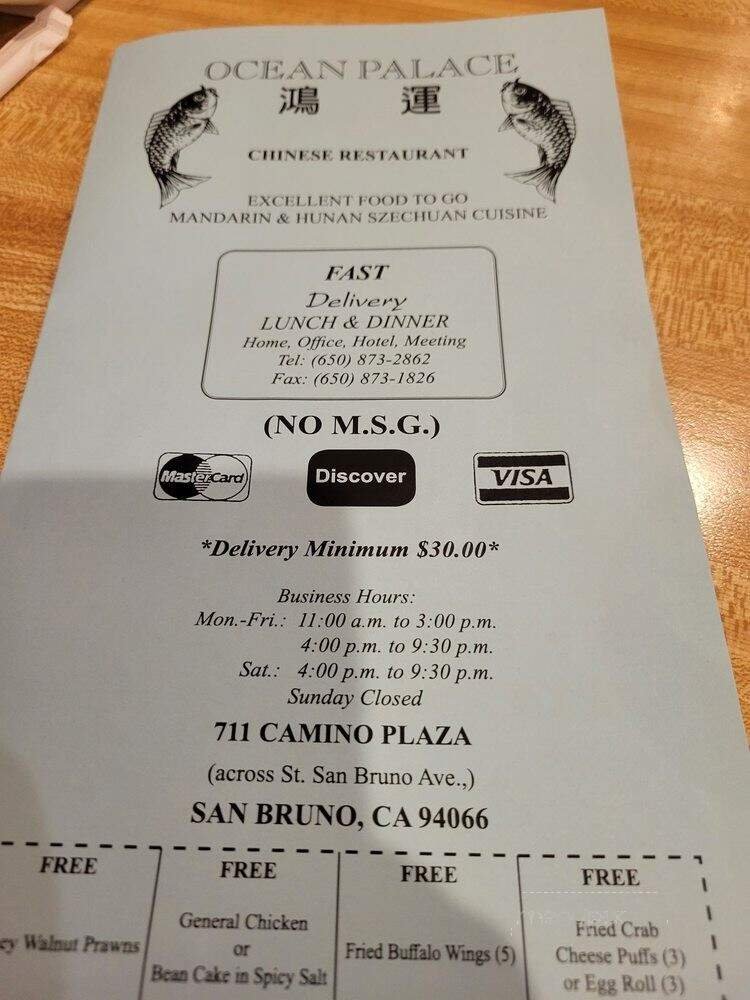 OCEAN PALACE
鴻運
CHINESE RESTAURANT
EXCELLENT FOOD TO GO
MANDARIN & HUNAN SZECHUAN CUISINE
FAST
Delivery
LUNCH & DINNER
Home, Office, Hotel, Meeting
Tel: (650) 873-2862
Fax: (650) 873-1826
(NO M.S.G.)
MasterCard Discover VISA
*Delivery Minimum $30.00*
Business Hours:
Mon.-Fri.: 11:00 a.m. to 3:00 p.m.
4:00 p.m. to 9:30 p.m.
Sat.: 4:00 p.m. to 9:30 p.m.
Sunday Closed
711 CAMINO PLAZA
(across St. San Bruno Ave.,)
SAN BRUNO, CA 94066
FREE
ey Walnut Prawns
FREE
General Chicken
or
Bean Cake in Spicy Salt
FREE
Fried Buffalo Wings (5)
FREE
Fried Crab
Cheese Puffs (3)
or Egg Roll (3)